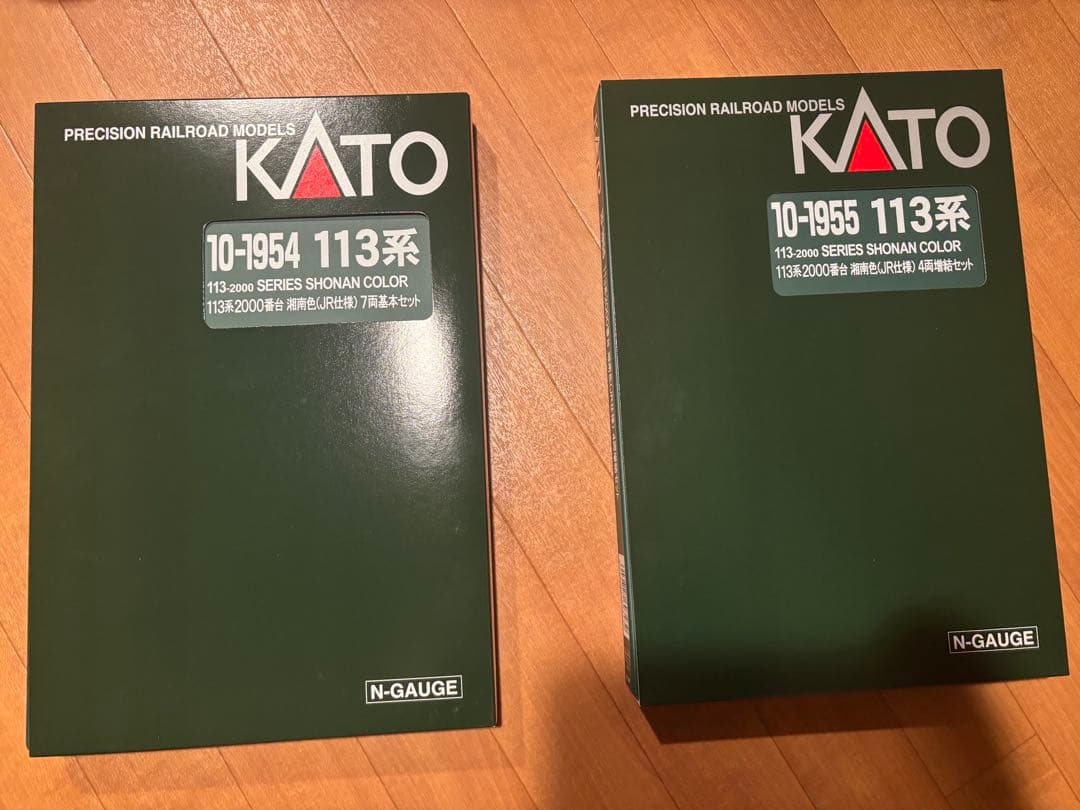 PRECISION RAILROAD MODELS
KATO
10-1954 113系
113-2000 SERIES SHONAN COLOR
113系2000番台 湘南色(JR仕様) 7両基本セット
N-GAUGE
PRECISION RAILROAD MODELS
KATO
10-1955 113系
113-2000 SERIES SHONAN COLOR
113系2000番台 湘南色(JR仕様) 4両増結セット
N-GAUGE